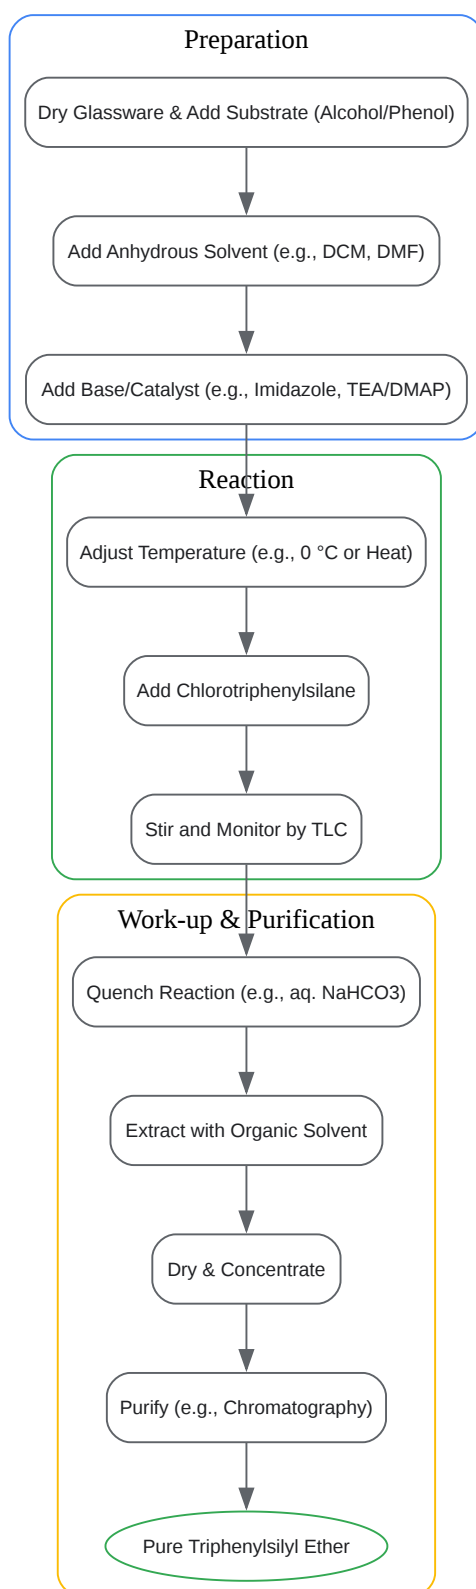 Preparation
Dry Glassware & Add Substrate (Alcohol/Phenol)
Add Anhydrous Solvent (e.g., DCM, DMF)
Add Base/Catalyst (e.g., Imidazole, TEA/DMAP)
Reaction
Adjust Temperature (e.g., 0 °C or Heat)
Add Chlorotriphenylsilane
Stir and Monitor by TLC
Work-up & Purification
Quench Reaction (e.g., aq. NaHCO3)
Extract with Organic Solvent
Dry & Concentrate
Purify (e.g., Chromatography)
Pure Triphenylsilyl Ether